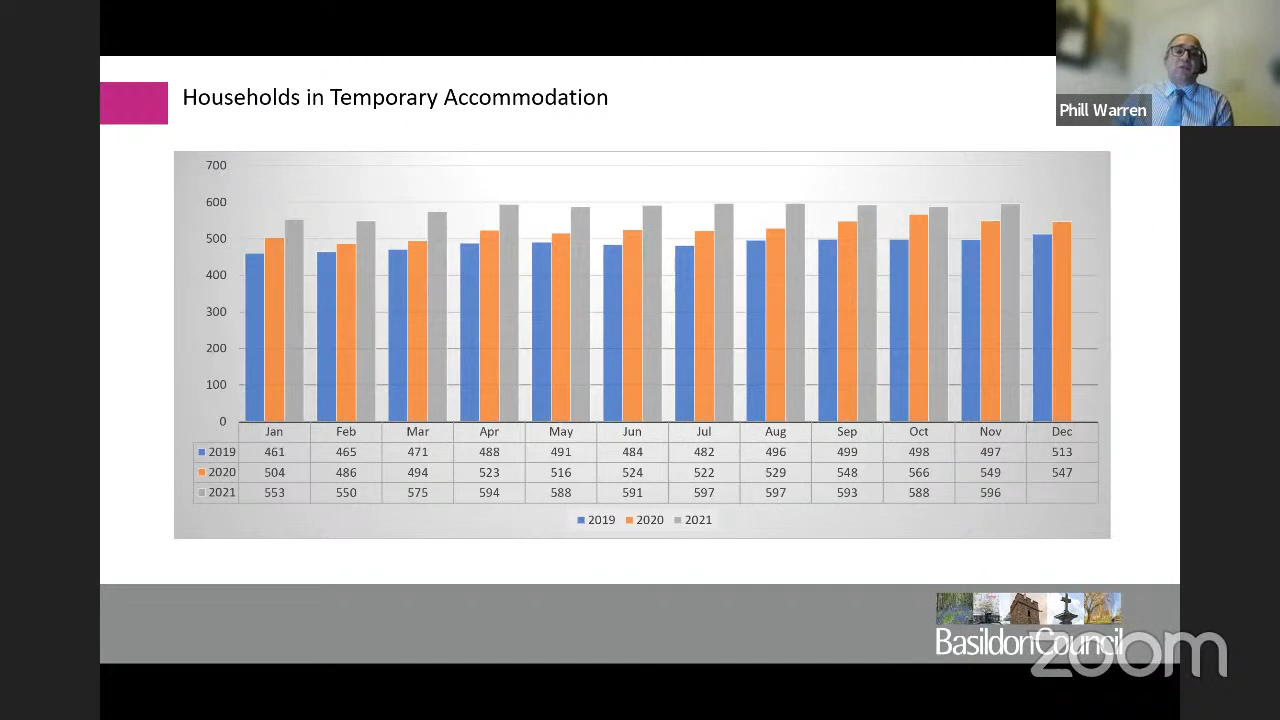 Households in Temporary Accommodation
Phill Warren
700
600
500
400
300
200
100
0
Jan Feb Mar Apr May Jun Jul Aug Sep Oct Nov Dec
2019 461 465 471 488 491 484 482 496 499 498 497 513
2020 504 486 494 523 516 524 522 529 548 566 549 547
2021 553 550 575 594 588 591 597 597 593 588 596
2019 2020 2021
BasildonCouncil
zoom